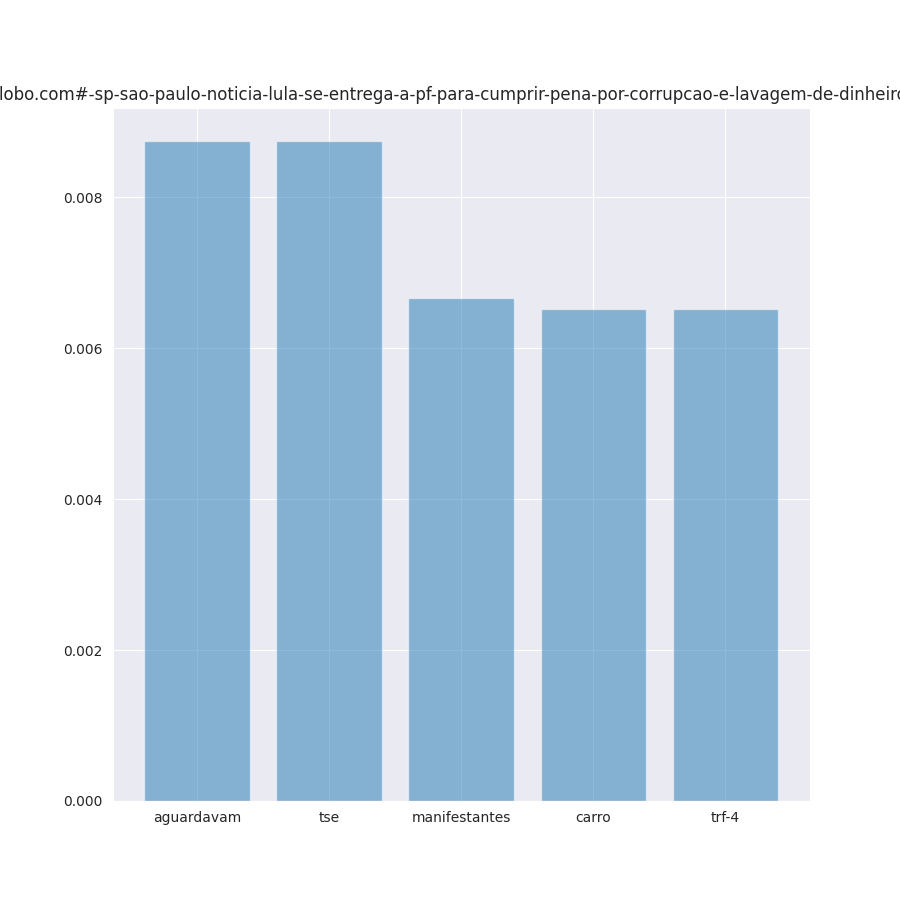 lobo.com#-sp-sao-paulo-noticia-lula-se-entrega-a-pf-para-cumprir-pena-por-corrupcao-e-lavagem-de-dinheiro
0.008
0.006
0.004
0.002
0.000
aguardavam tse manifestantes carro trf-4